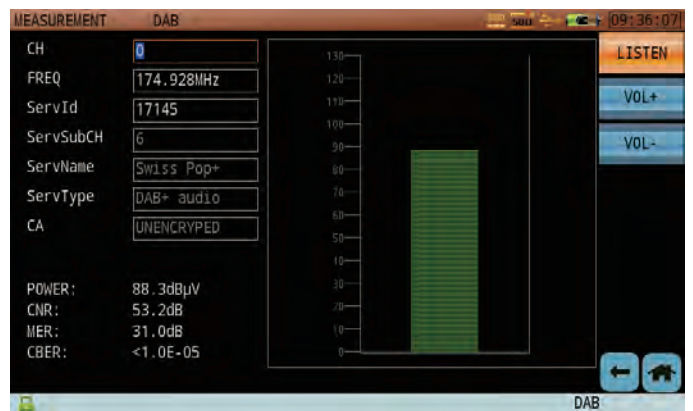 MEASUREMENT DAB 09:36:07
CH 0
FREQ 174.928MHz
ServId 17145
ServSubCH 6
ServName Swiss Pop+
ServType DAB+ audio
CA UNENCRYPED
POWER: 88.3dBµV
CNR: 53.2dB
MER: 31.0dB
CBER: <1.0E-05
130
120
110
100
90
80
70
60
50
40
30
20
10
0
LISTEN
VOL+
VOL-
DAB